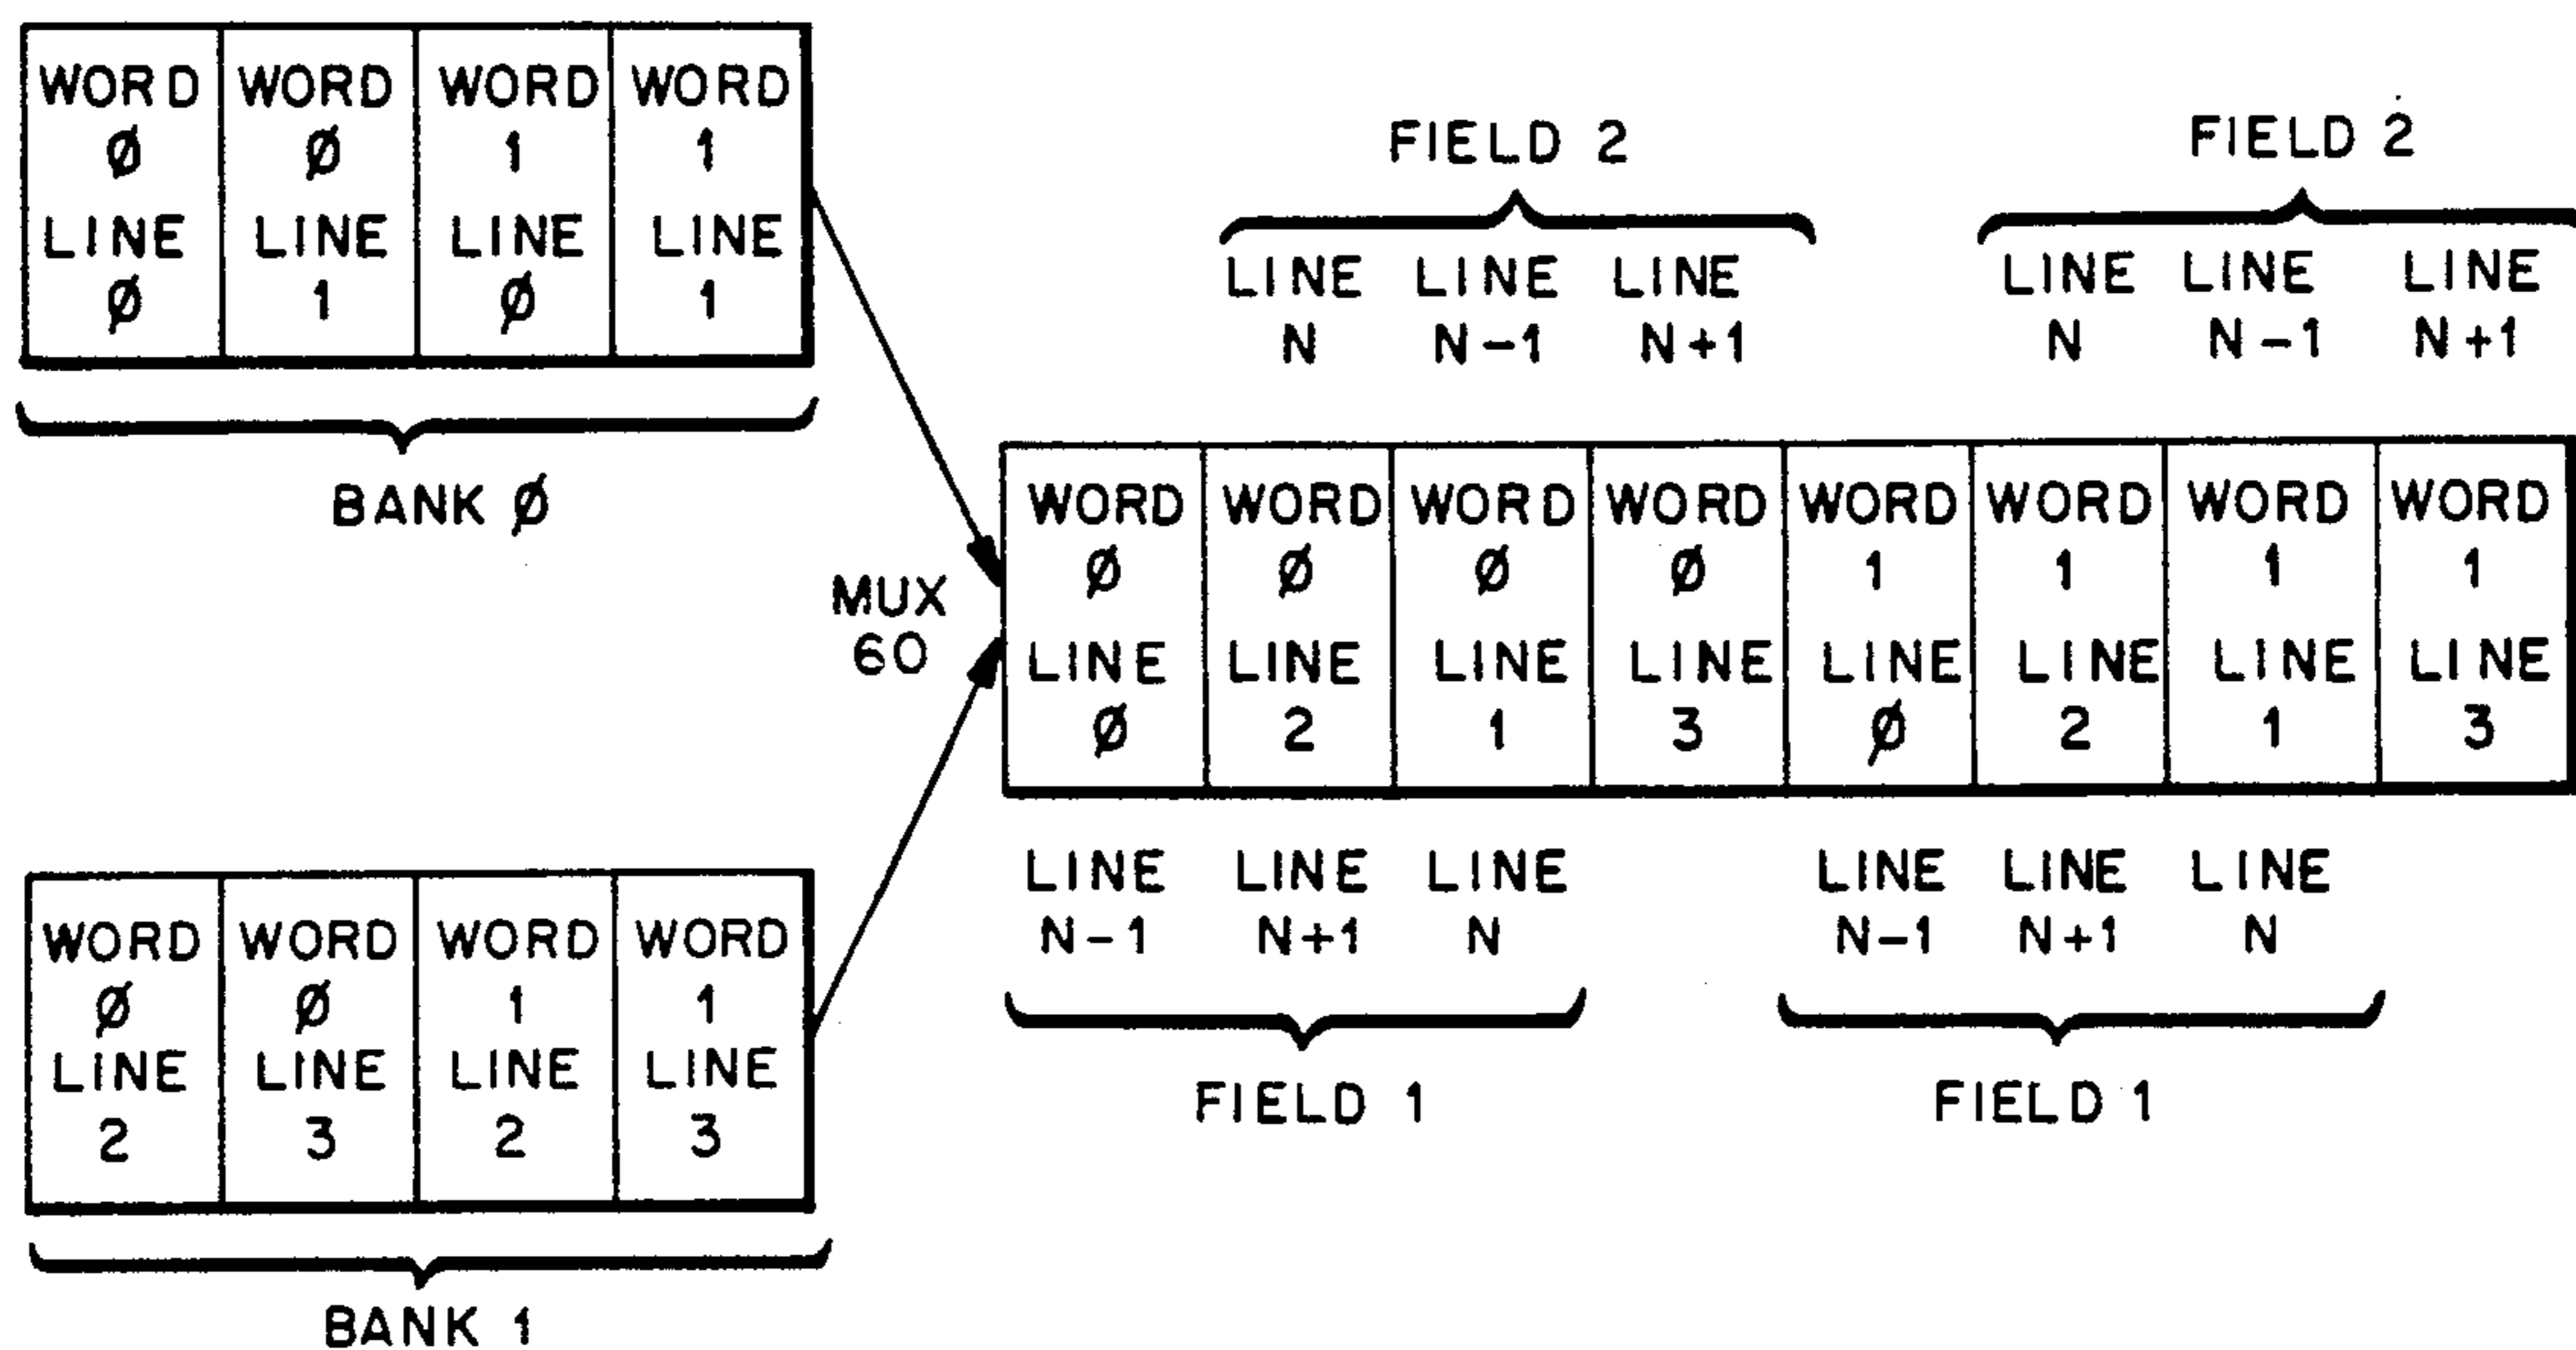 WORD WORD WORD WORD
Ø Ø 1 1
LINE LINE LINE LINE
Ø 1 Ø 1
BANK Ø
FIELD 2 FIELD 2
LINE LINE LINE LINE LINE LINE
N N-1 N+1 N N-1 N+1
MUX
60
WORD WORD WORD WORD WORD WORD WORD WORD
Ø Ø Ø Ø 1 1 1 1
LINE LINE LINE LINE LINE LINE LINE LINE
Ø 2 1 3 Ø 2 1 3
LINE LINE LINE LINE LINE LINE
N-1 N+1 N N-1 N+1 N
FIELD 1 FIELD 1
WORD WORD WORD WORD
Ø Ø 1 1
LINE LINE LINE LINE
2 3 2 3
BANK 1